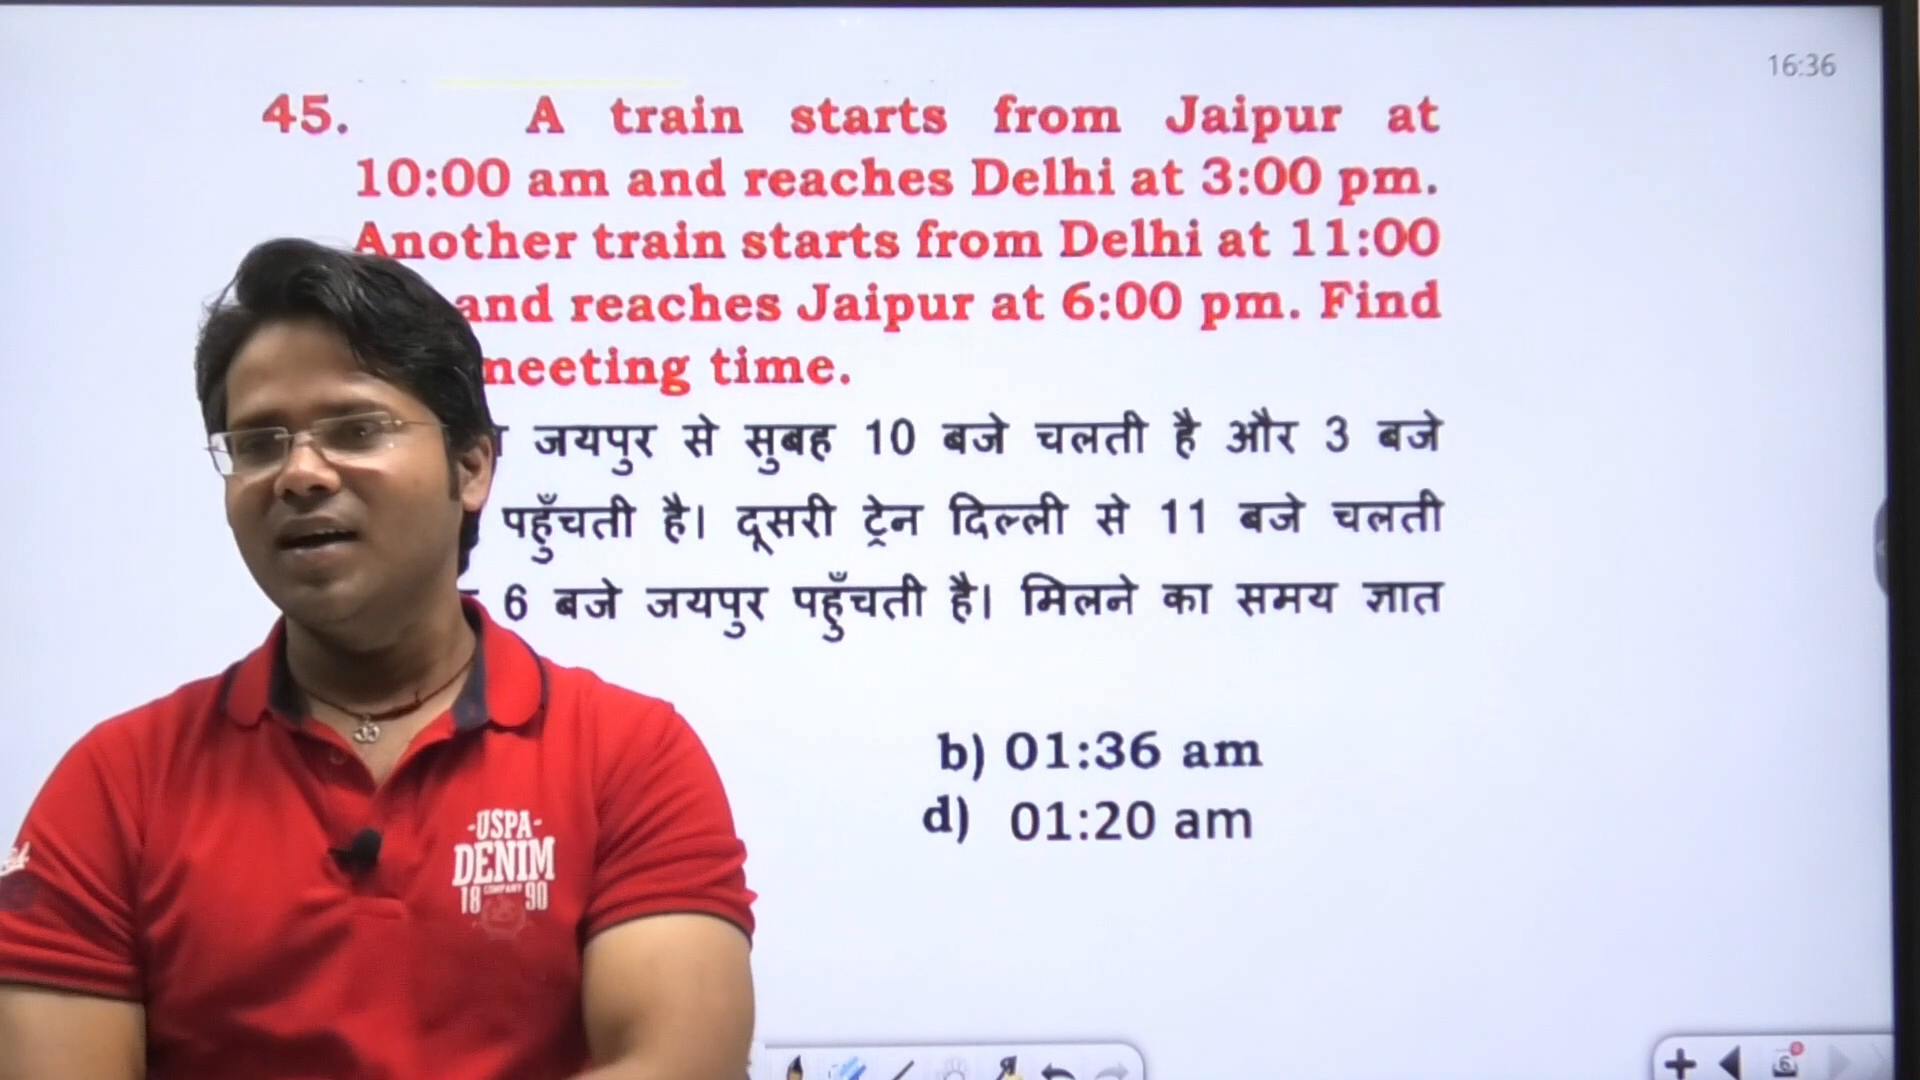 16:36
45. A train starts from Jaipur at
10:00 am and reaches Delhi at 3:00 pm.
Another train starts from Delhi at 11:00
and reaches Jaipur at 6:00 pm. Find
meeting time.
जयपुर से सुबह 10 बजे चलती है और 3 बजे
पहुँचती है। दूसरी ट्रेन दिल्ली से 11 बजे चलती
6 बजे जयपुर पहुँचती है। मिलने का समय ज्ञात
b) 01:36 am
d) 01:20 am
-USPA-
DENIM
18 COMPANY 90